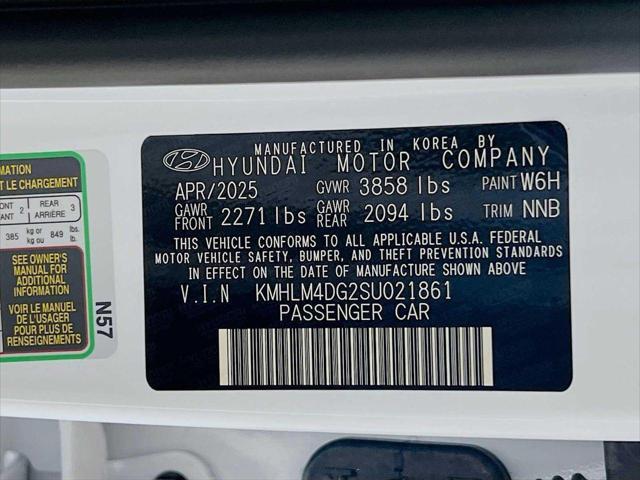 MANUFACTURED IN KOREA BY
HYUNDAI MOTOR COMPANY
APR/2025 GVWR 3858 lbs PAINT W6H
GAWR FRONT 2271 lbs GAWR REAR 2094 lbs TRIM NNB
THIS VEHICLE CONFORMS TO ALL APPLICABLE U.S.A. FEDERAL
MOTOR VEHICLE SAFETY, BUMPER, AND THEFT PREVENTION STANDARDS
IN EFFECT ON THE DATE OF MANUFACTURE SHOWN ABOVE
V.I.N KMHLM4DG2SU021861
PASSENGER CAR
T LE CHARGEMENT
2 REAR ARRIÈRE 3
385 kg or kg ou 849 lbs. lb.
SEE OWNER'S
MANUAL FOR
ADDITIONAL
INFORMATION
VOIR LE MANUEL
DE L'USAGER
POUR PLUS DE
RENSEIGNEMENTS
N57